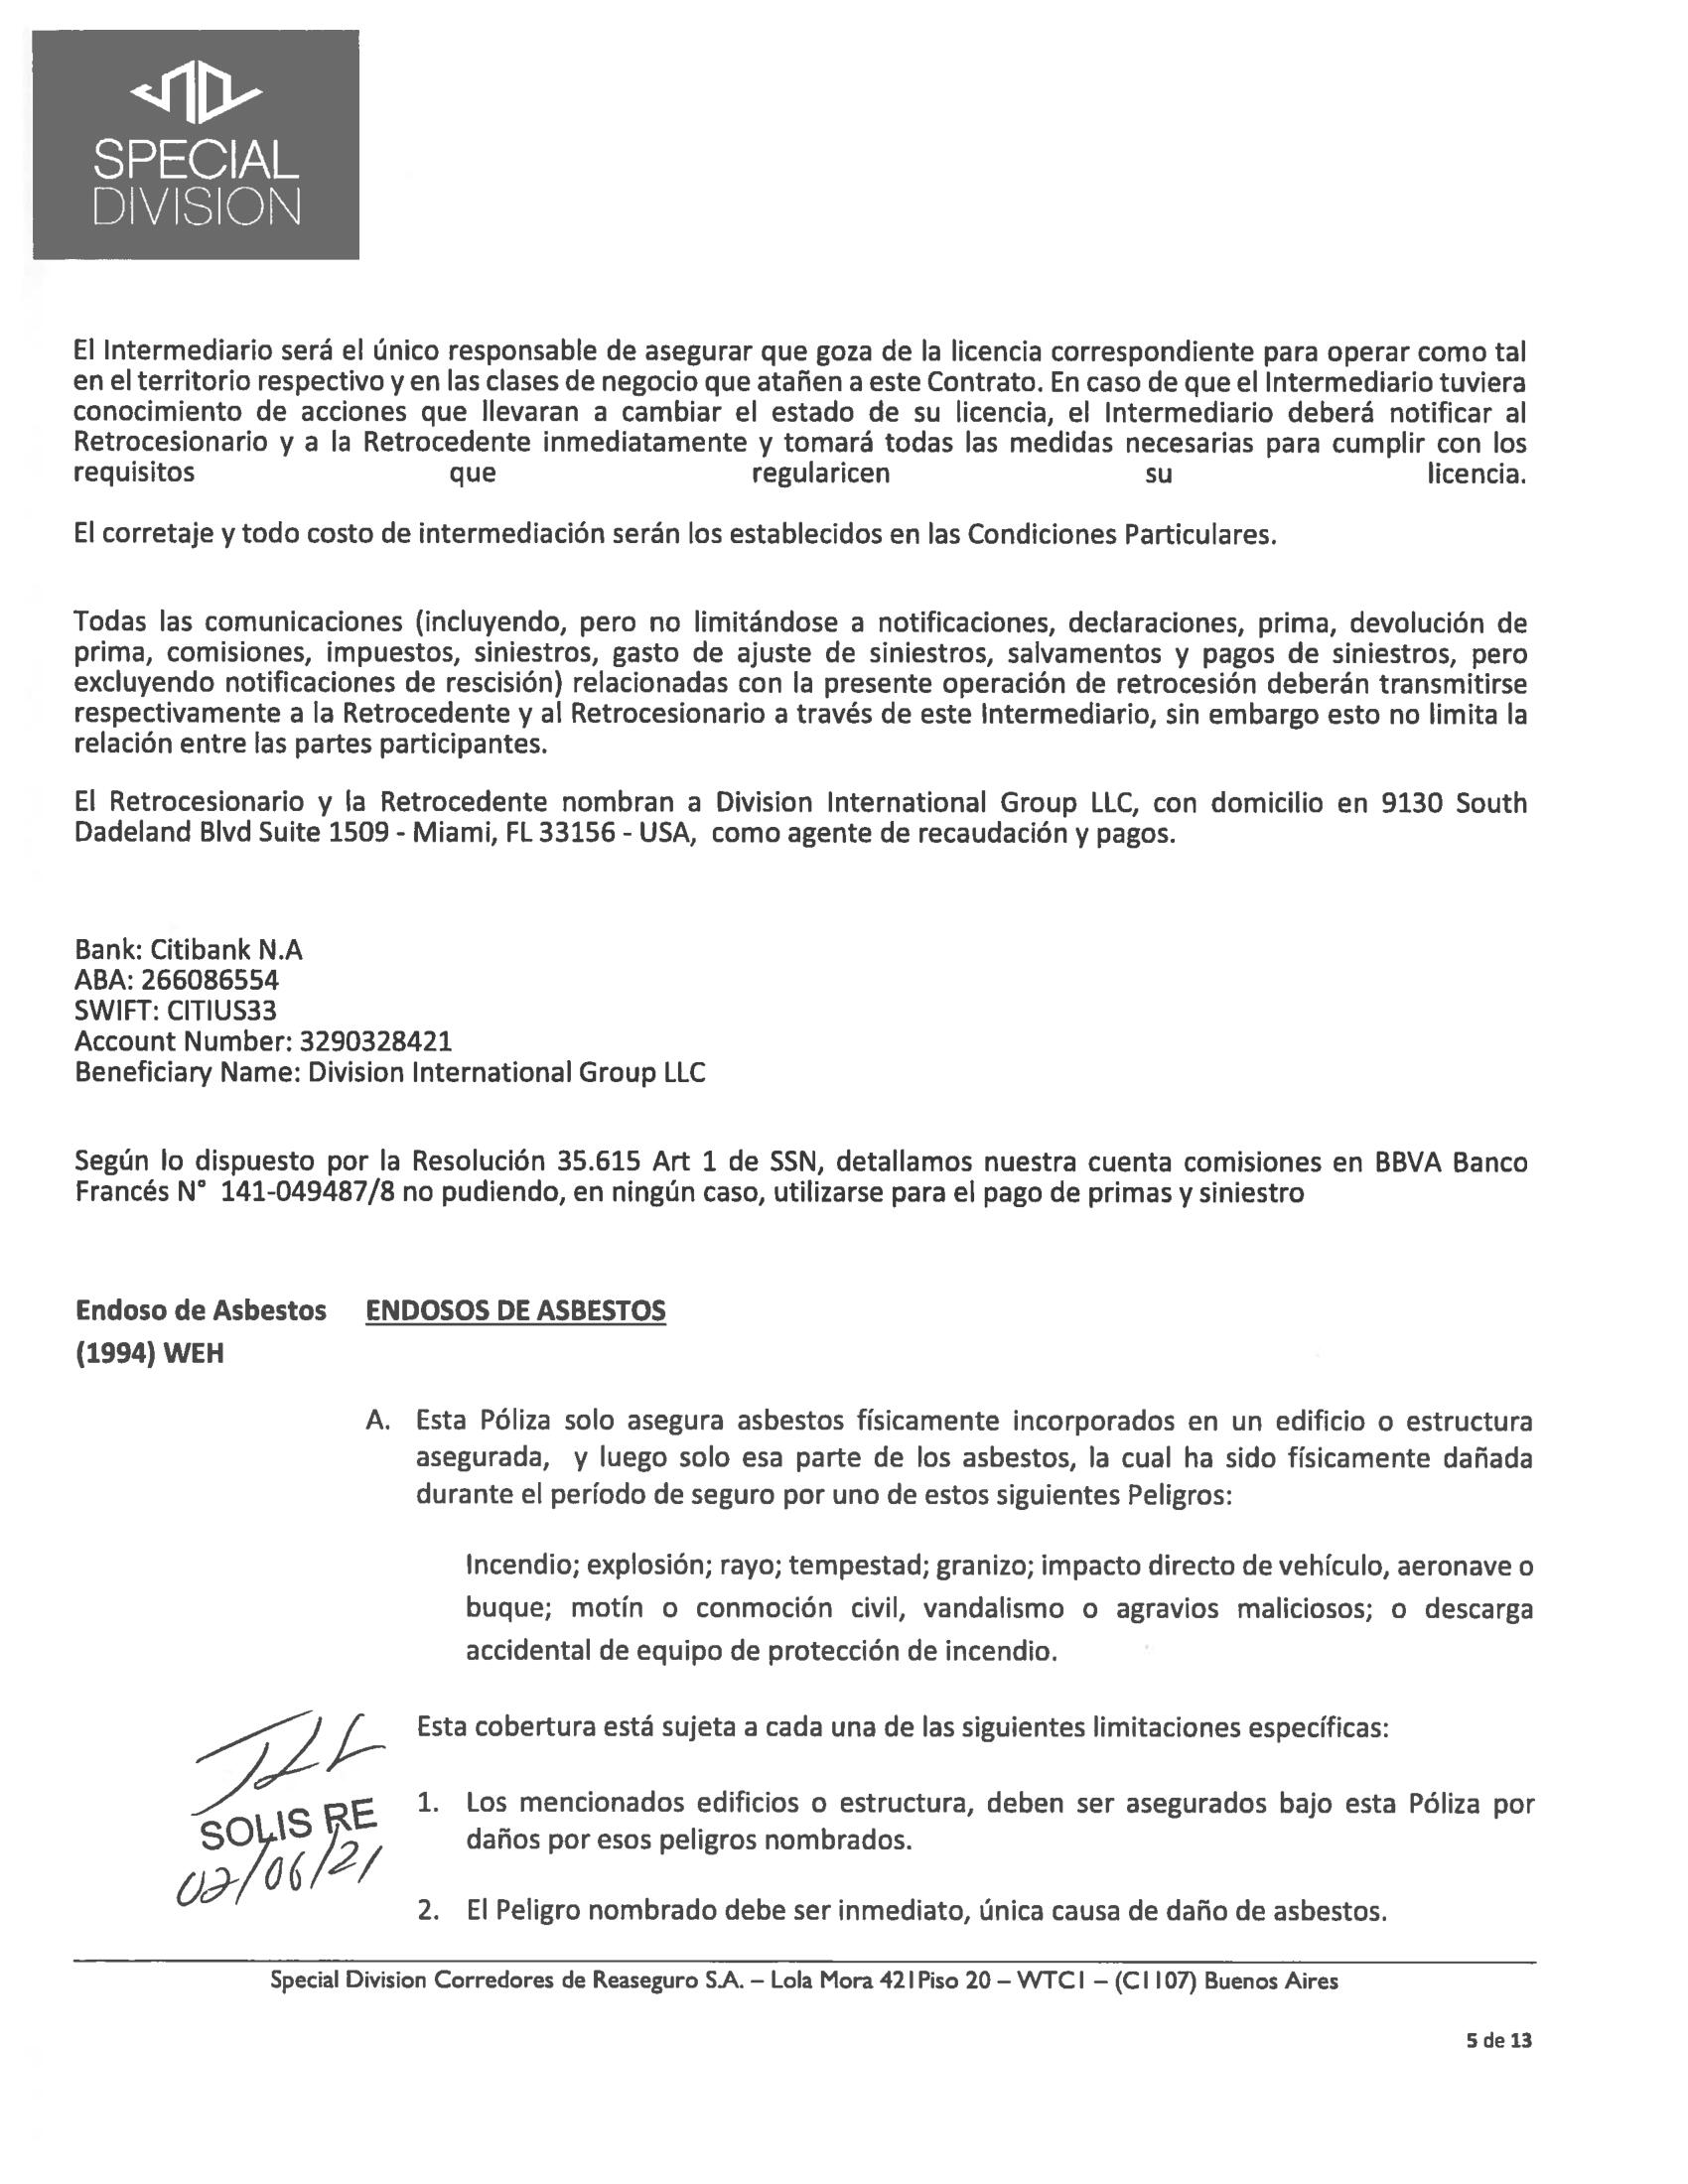 SPECIAL
DIVISION
El Intermediario será el único responsable de asegurar que goza de la licencia correspondiente para operar como tal
en el territorio respectivo y en las clases de negocio que atañen a este Contrato. En caso de que el Intermediario tuviera
conocimiento de acciones que llevaran a cambiar el estado de su licencia, el Intermediario deberá notificar al
Retrocesionario y a la Retrocedente inmediatamente y tomará todas las medidas necesarias para cumplir con los
requisitos que regularicen su licencia.
El corretaje y todo costo de intermediación serán los establecidos en las Condiciones Particulares.
Todas las comunicaciones (incluyendo, pero no limitándose a notificaciones, declaraciones, prima, devolución de
prima, comisiones, impuestos, siniestros, gasto de ajuste de siniestros, salvamentos y pagos de siniestros, pero
excluyendo notificaciones de rescisión) relacionadas con la presente operación de retrocesión deberán transmitirse
respectivamente a la Retrocedente y al Retrocesionario a través de este Intermediario, sin embargo esto no limita la
relación entre las partes participantes.
El Retrocesionario y la Retrocedente nombran a Division International Group LLC, con domicilio en 9130 South
Dadeland Blvd Suite 1509 - Miami, FL 33156 - USA, como agente de recaudación y pagos.
Bank: Citibank N.A
ABA: 266086554
SWIFT: CITIUS33
Account Number: 3290328421
Beneficiary Name: Division International Group LLC
Según lo dispuesto por la Resolución 35.615 Art 1 de SSN, detallamos nuestra cuenta comisiones en BBVA Banco
Francés N° 141-049487/8 no pudiendo, en ningún caso, utilizarse para el pago de primas y siniestro
Endoso de Asbestos ENDOSOS DE ASBESTOS
(1994) WEH
A. Esta Póliza solo asegura asbestos físicamente incorporados en un edificio o estructura
asegurada, y luego solo esa parte de los asbestos, la cual ha sido físicamente dañada
durante el período de seguro por uno de estos siguientes Peligros:
Incendio; explosión; rayo; tempestad; granizo; impacto directo de vehículo, aeronave o
buque; motín o conmoción civil, vandalismo o agravios maliciosos; o descarga
accidental de equipo de protección de incendio.
Esta cobertura está sujeta a cada una de las siguientes limitaciones específicas:
1. Los mencionados edificios o estructura, deben ser asegurados bajo esta Póliza por
daños por esos peligros nombrados.
SOLIS RE
02/06/21
2. El Peligro nombrado debe ser inmediato, única causa de daño de asbestos.
Special Division Corredores de Reaseguro S.A. – Lola Mora 421 Piso 20 – WTC1 – (C1107) Buenos Aires
5 de 13